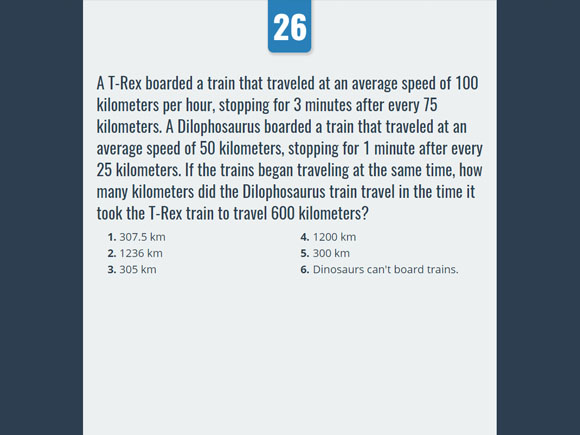 26
A T-Rex boarded a train that traveled at an average speed of 100
kilometers per hour, stopping for 3 minutes after every 75
kilometers. A Dilophosaurus boarded a train that traveled at an
average speed of 50 kilometers, stopping for 1 minute after every
25 kilometers. If the trains began traveling at the same time, how
many kilometers did the Dilophosaurus train travel in the time it
took the T-Rex train to travel 600 kilometers?
1. 307.5 km
2. 1236 km
3. 305 km
4. 1200 km
5. 300 km
6. Dinosaurs can't board trains.